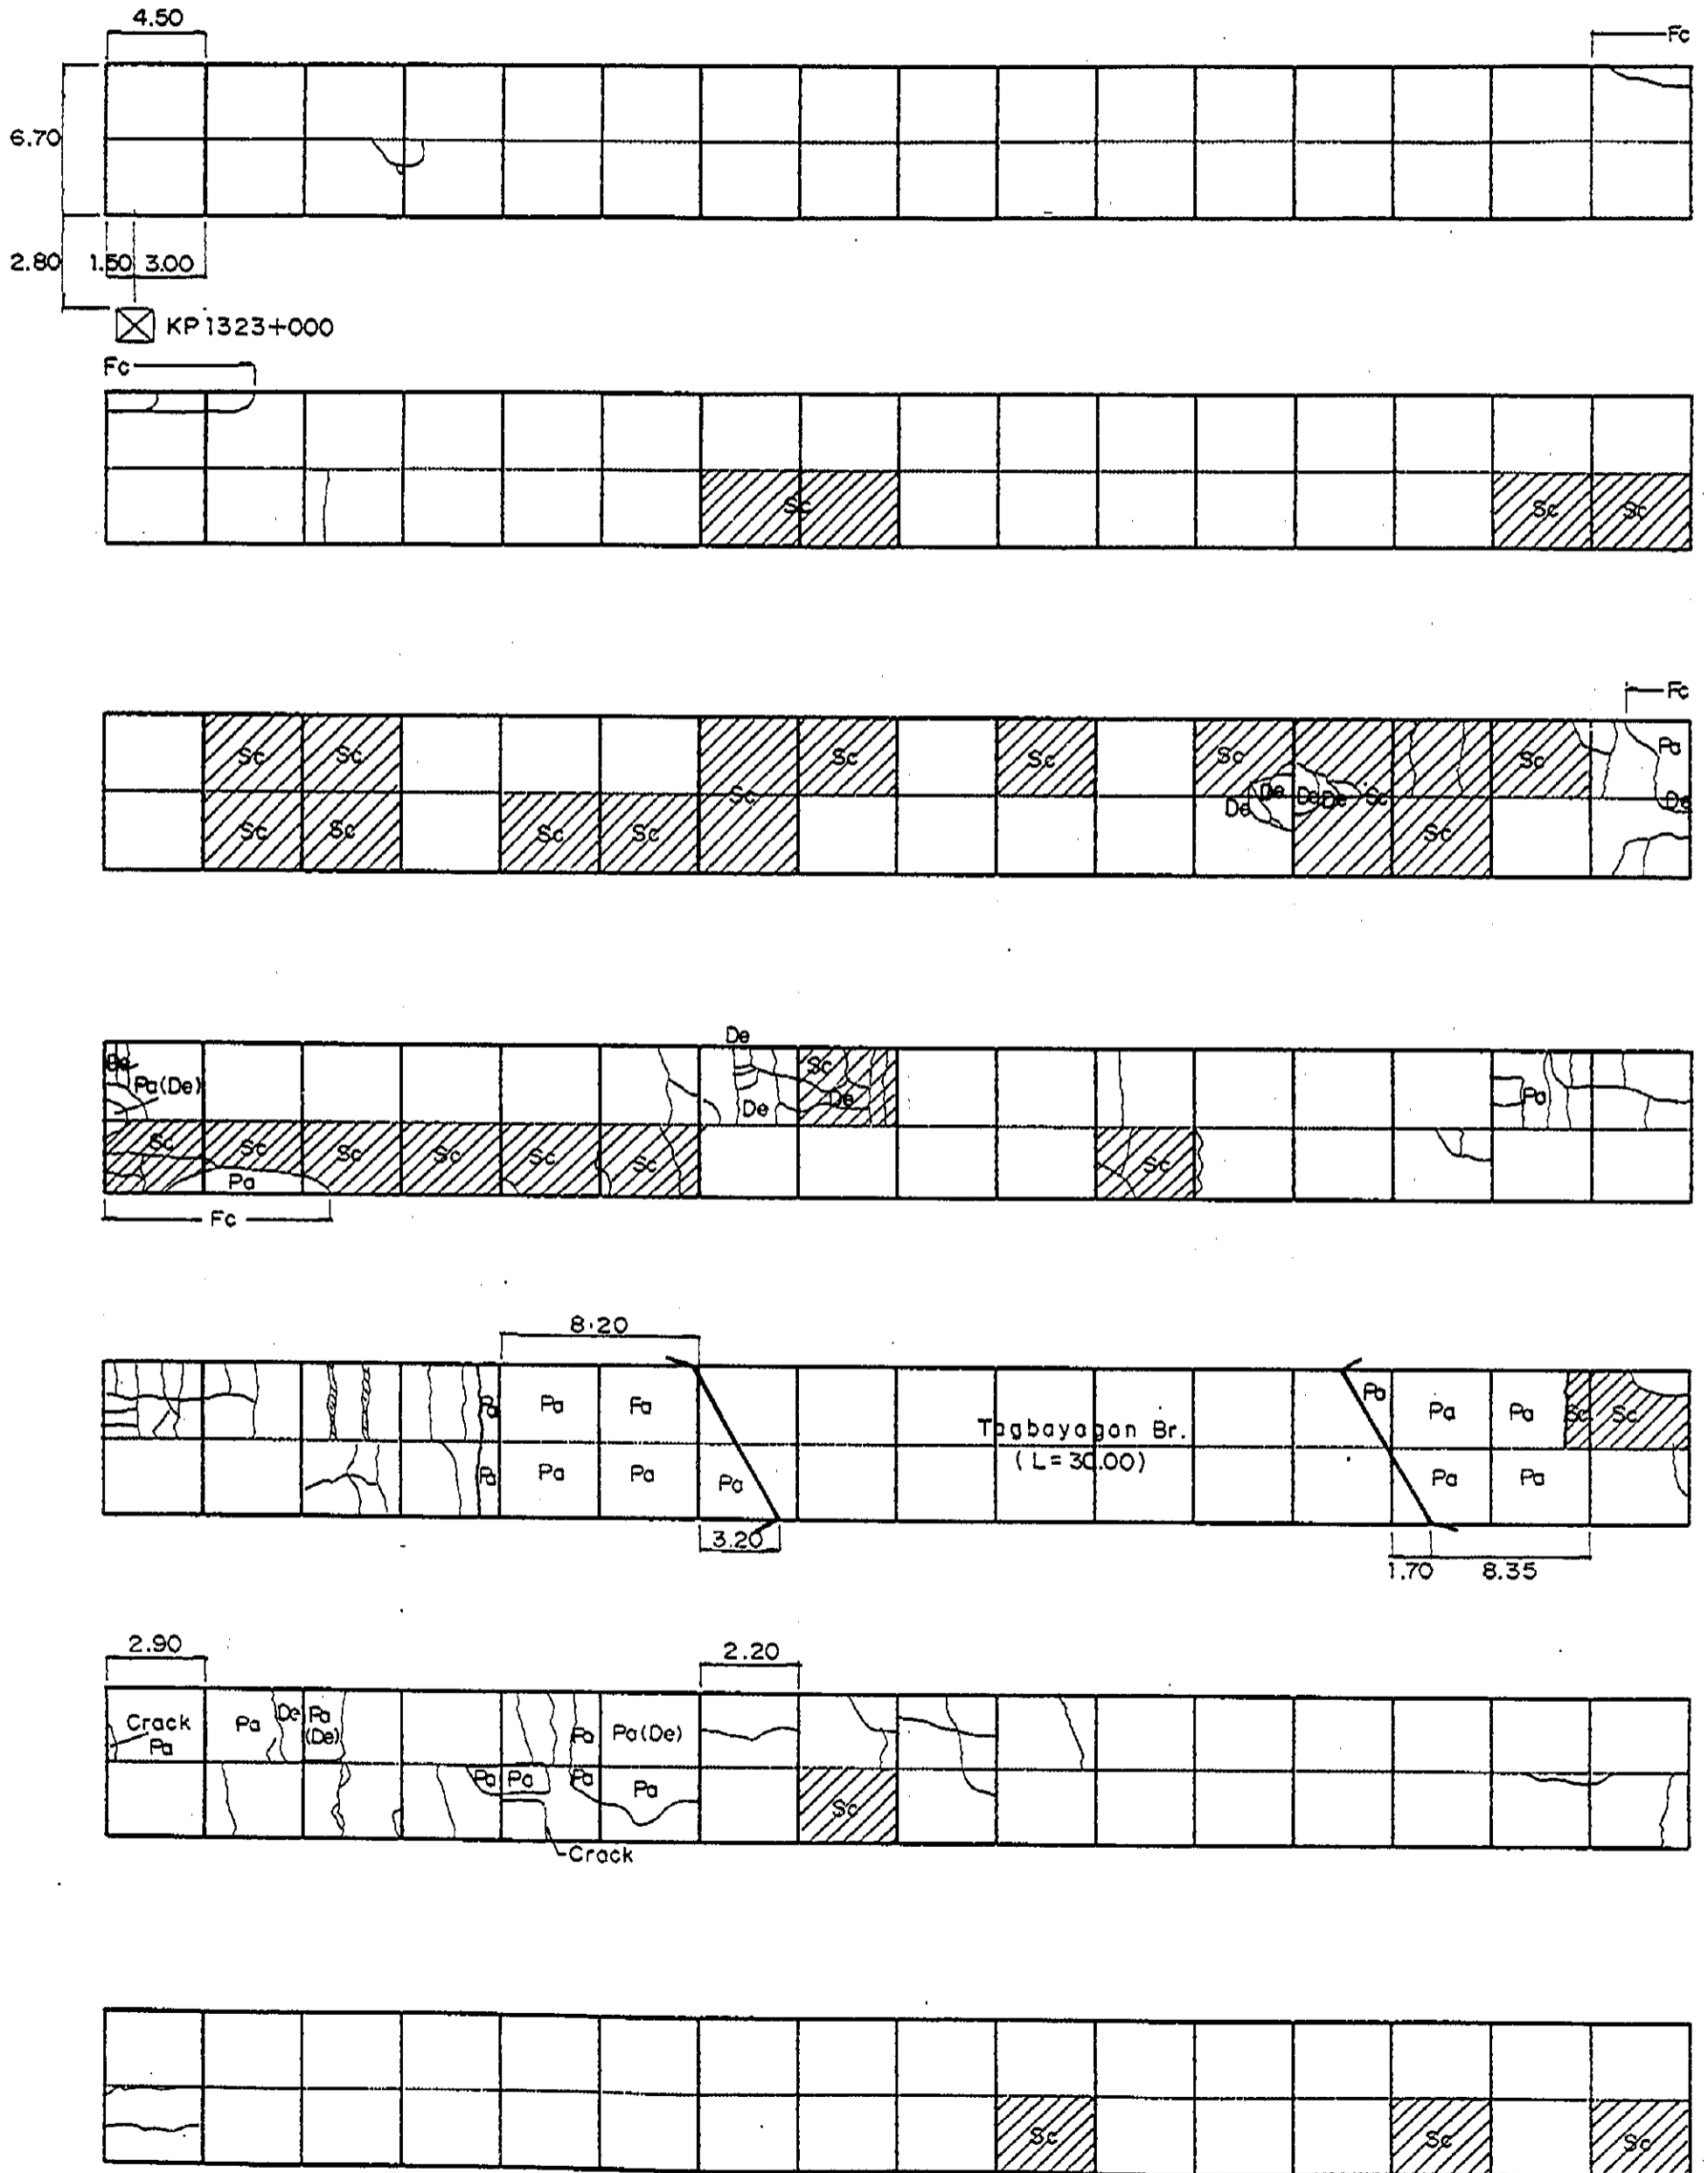 4.50
Fc
6.70
2.80 1.50 3.00
KP 1323+000
Fc
Sc Sc Sc
Fc
Sc Sc Sc Sc Sc Sc Pa
Sc De De De De Sc De
Sc Sc Sc Sc Sc
De
De Sc
Pa(De) De De Pa
Sc Sc Sc Sc Sc Sc Sc
Pa
Fc
8.20
Pa Pa Fa Pa Pa Pa Sc Sc
Tagbayagan Br.
(L=30.00)
Pa Pa Pa Pa Pa Pa
3.20
1.70 8.35
2.90 2.20
Crack
Pa
Pa De Pa
(De)
Pa Pa(De)
Pa Pa Pa Pa
Sc
Crack
Sc Sc Sc